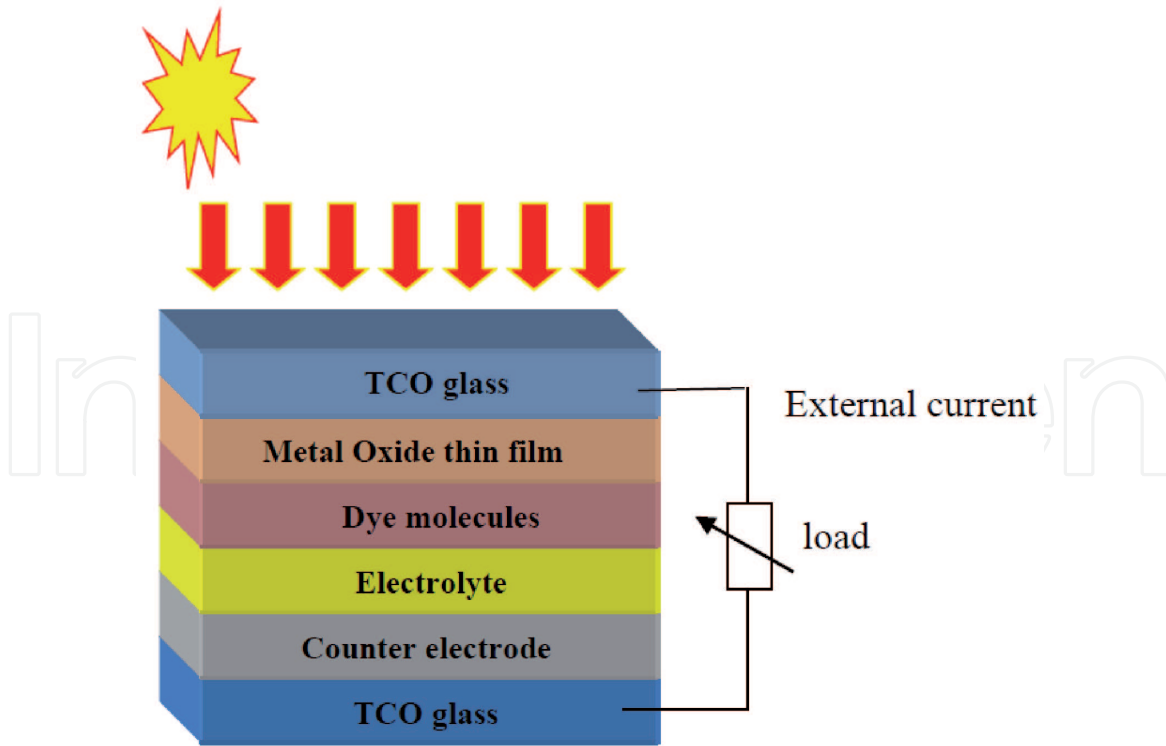 TCO glass
External current
Metal Oxide thin film
Dye molecules
load
Electrolyte
Counter electrode
TCO glass